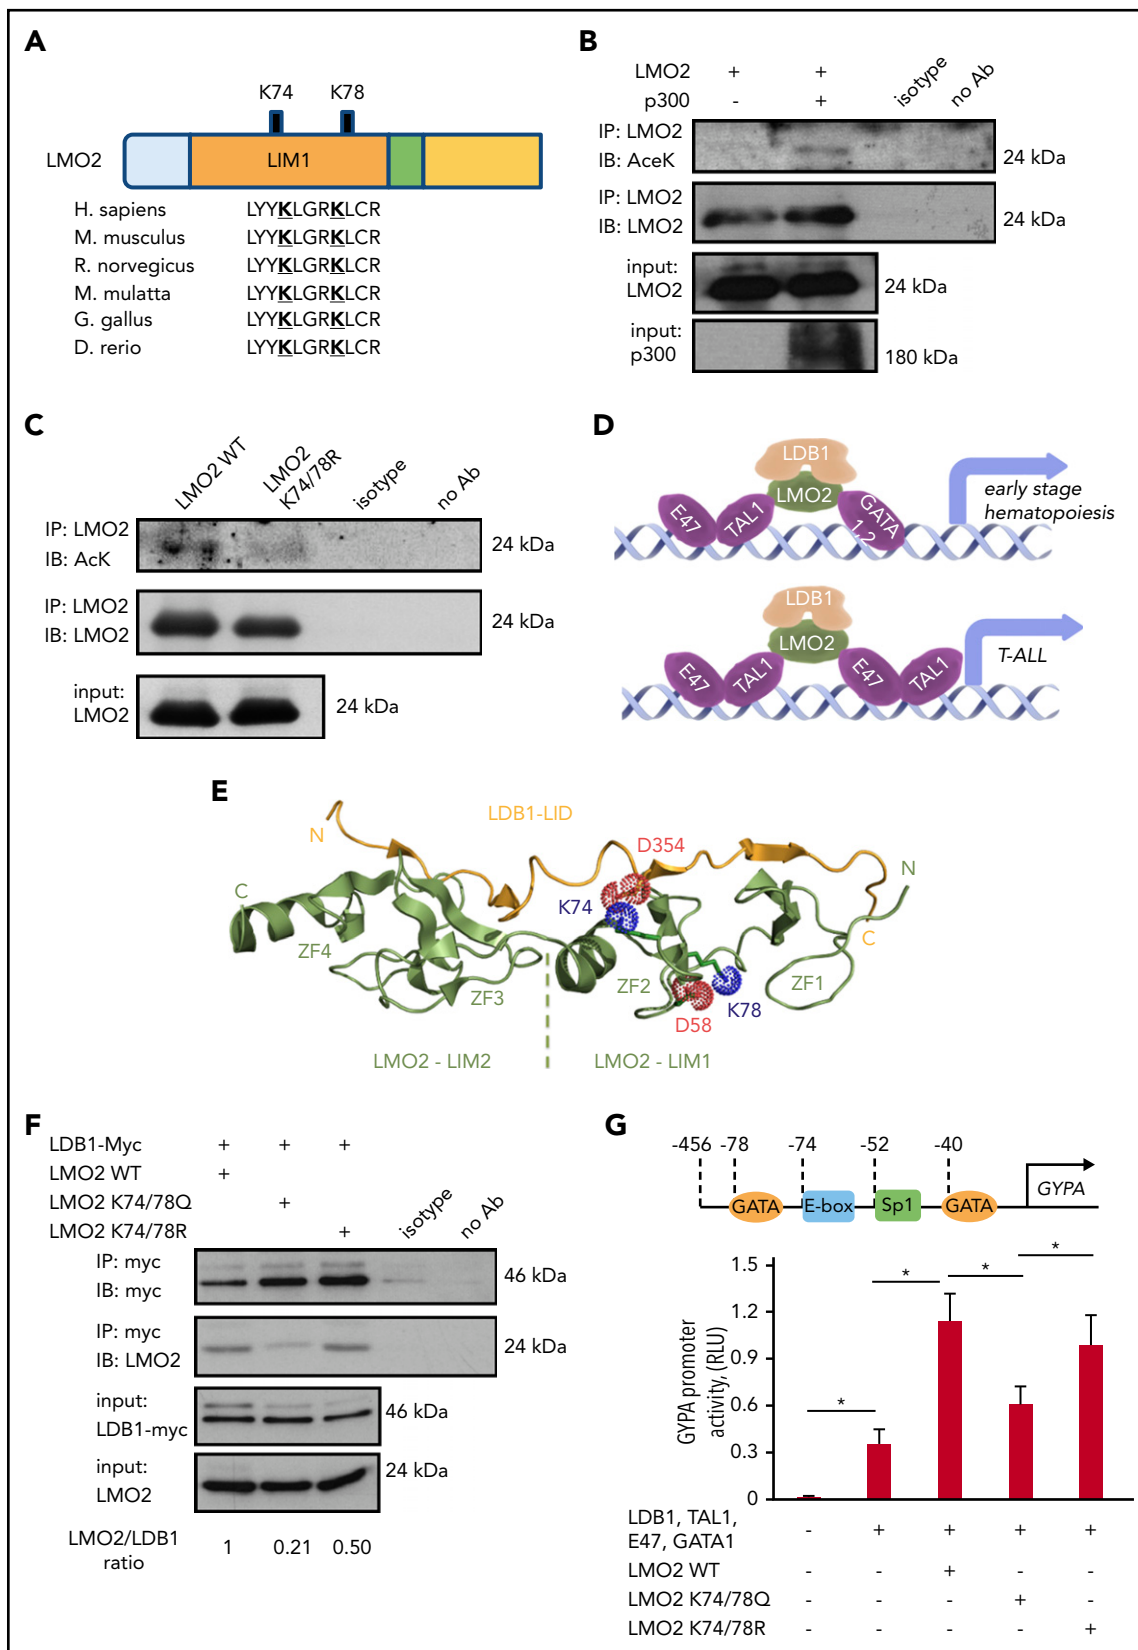 A
K74 K78
LMO2 LIM1
H. sapiens LYYKLGRKLCR
M. musculus LYYKLGRKLCR
R. norvegicus LYYKLGRKLCR
M. mulatta LYYKLGRKLCR
G. gallus LYYKLGRKLCR
D. rerio LYYKLGRKLCR
B
LMO2 + + isotype no Ab
p300 - +
IP: LMO2
IB: AceK 24 kDa
IP: LMO2
IB: LMO2 24 kDa
input:
LMO2 24 kDa
input:
p300 180 kDa
C
LMO2 WT LMO2 K74/78R isotype no Ab
IP: LMO2
IB: AcK 24 kDa
IP: LMO2
IB: LMO2 24 kDa
input:
LMO2 24 kDa
D
LDB1
LMO2
E47 TAL1 GATA 1,2
early stage
hematopoiesis
LDB1
LMO2
E47 TAL1 E47 TAL1
T-ALL
E
N LDB1-LID D354 N
C K74 C
ZF4 ZF3 ZF2 ZF1
D58 K78
LMO2 - LIM2 LMO2 - LIM1
F
LDB1-Myc + + +
LMO2 WT +
LMO2 K74/78Q +
LMO2 K74/78R + isotype no Ab
IP: myc
IB: myc 46 kDa
IP: myc
IB: LMO2 24 kDa
input:
LDB1-myc 46 kDa
input:
LMO2 24 kDa
LMO2/LDB1
ratio 1 0.21 0.50
G
-456 -78 -74 -52 -40
GATA E-box Sp1 GATA GYPA
GYPA promoter
activity, (RLU)
1.5
1.2
0.9
0.6
0.3
0
* * * *
LDB1, TAL1,
E47, GATA1 - + + + +
LMO2 WT - - + - -
LMO2 K74/78Q - - - + -
LMO2 K74/78R - - - - +